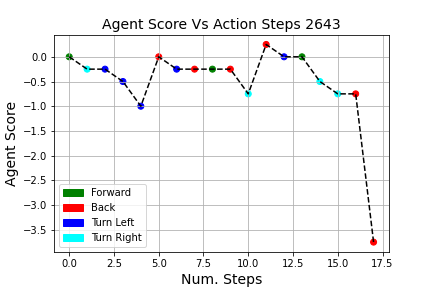 Agent Score Vs Action Steps 2643
Agent Score
0.0
−0.5
−1.0
−1.5
−2.0
−2.5
−3.0
−3.5
Forward
Back
Turn Left
Turn Right
0.0 2.5 5.0 7.5 10.0 12.5 15.0 17.5
Num. Steps